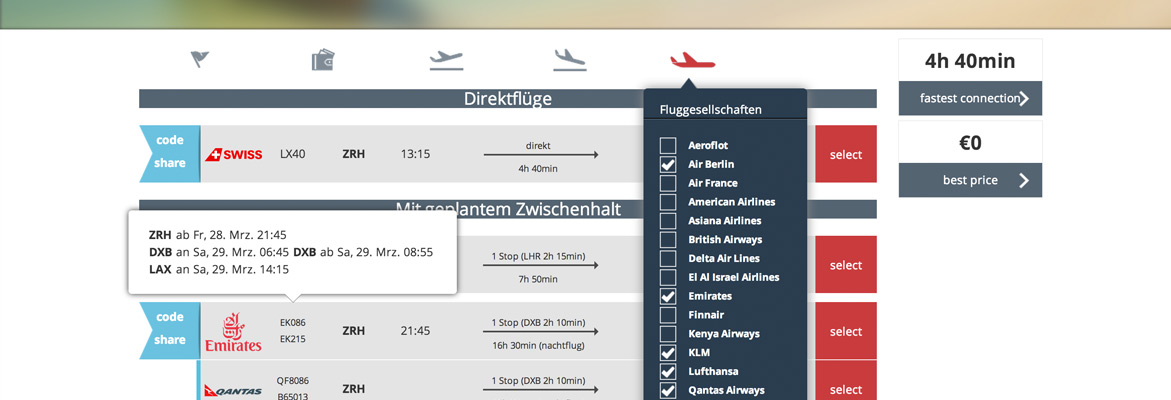 4h 40min
fastest connection
€0
best price
Direktflüge
Fluggesellschaften
Aeroflot
Air Berlin
Air France
American Airlines
Asiana Airlines
British Airways
Delta Air Lines
El Al Israel Airlines
Emirates
Finnair
Kenya Airways
KLM
Lufthansa
Qantas Airways
code
share
SWISS LX40 ZRH 13:15
direkt
4h 40min
select
Mit geplantem Zwischenhalt
ZRH ab Fr, 28. Mrz. 21:45
DXB an Sa, 29. Mrz. 06:45 DXB ab Sa, 29. Mrz. 08:55
LAX an Sa, 29. Mrz. 14:15
1 Stop (LHR 2h 15min)
7h 50min
select
code
share
Emirates
EK086
EK215
ZRH 21:45
1 Stop (DXB 2h 10min)
16h 30min (nachtflug)
select
QANTAS
QF8086
B65013
ZRH
1 Stop (DXB 2h 10min)
select